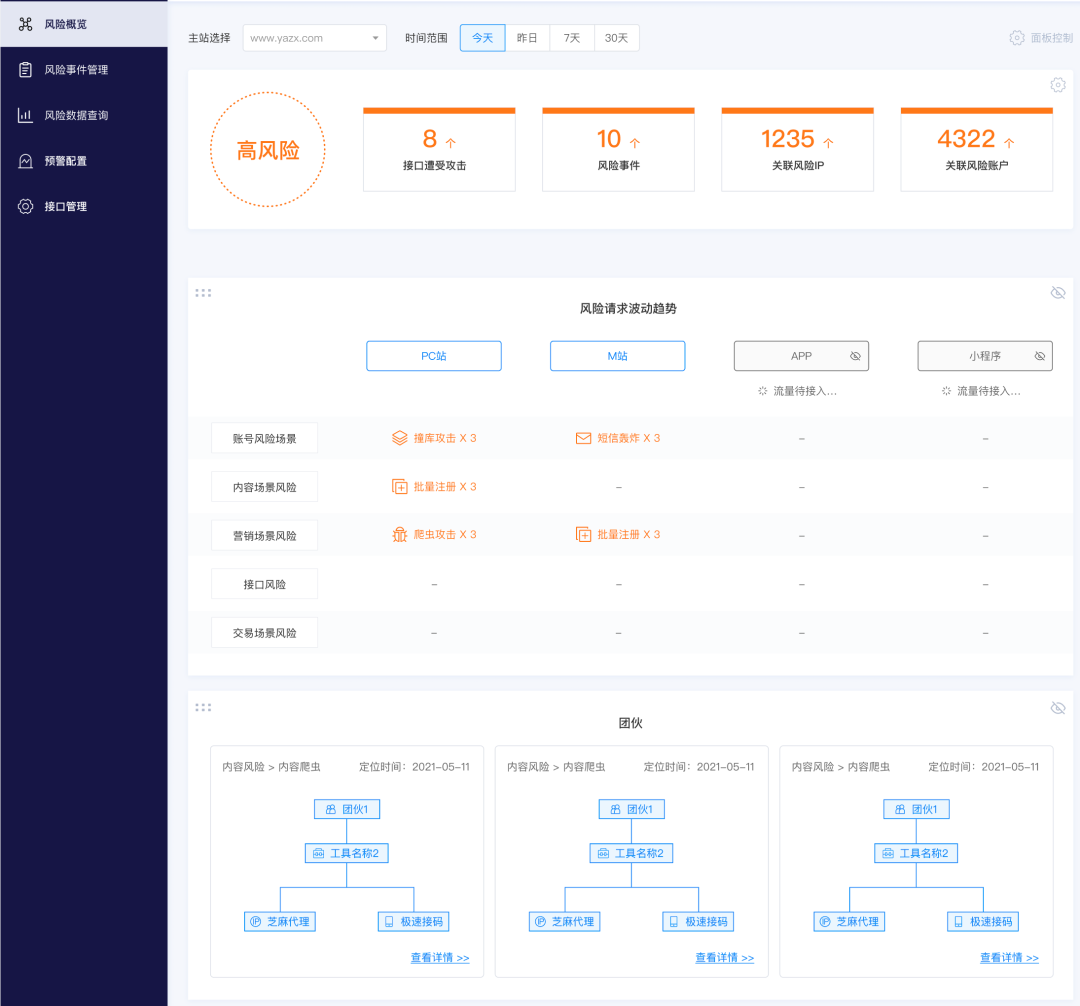 风险概览
风险事件管理
风险数据查询
预警配置
接口管理
主站选择 www.yazx.com 时间范围 今天 昨日 7天 30天 面板控制
高风险
8 个
接口遭受攻击
10 个
风险事件
1235 个
关联风险IP
4322 个
关联风险账户
风险请求波动趋势
PC站 M站 APP 小程序
流量待接入... 流量待接入...
账号风险场景 撞库攻击 X 3 短信轰炸 X 3 – –
内容场景风险 批量注册 X 3 – – –
营销场景风险 爬虫攻击 X 3 批量注册 X 3 – –
接口风险 – – – –
交易场景风险 – – – –
团伙
内容风险 > 内容爬虫 定位时间：2021-05-11
团伙1
工具名称2
芝麻代理 极速接码
查看详情 >>
内容风险 > 内容爬虫 定位时间：2021-05-11
团伙1
工具名称2
芝麻代理 极速接码
查看详情 >>
内容风险 > 内容爬虫 定位时间：2021-05-11
团伙1
工具名称2
芝麻代理 极速接码
查看详情 >>